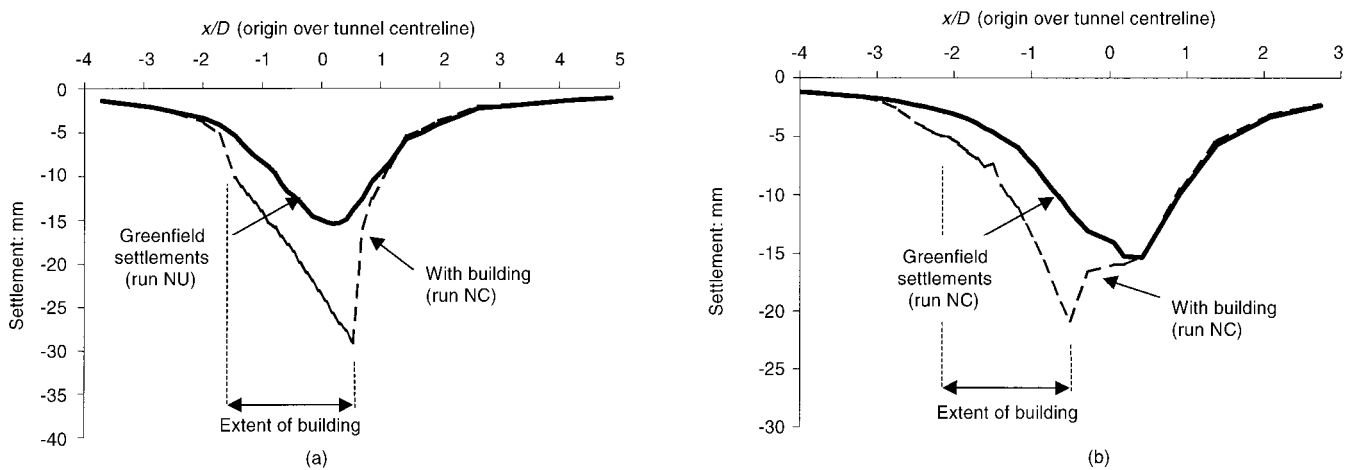 x/D (origin over tunnel centreline)
-4 -3 -2 -1 0 1 2 3 4 5
0
-5
-10
-15
-20
-25
-30
-35
-40
Settlement: mm
Greenfield
settlements
(run NU)
With building
(run NC)
Extent of building
(a)
x/D (origin over tunnel centreline)
-4 -3 -2 -1 0 1 2 3
0
-5
-10
-15
-20
-25
-30
Settlement: mm
Greenfield
settlements
(run NC)
With building
(run NC)
Extent of building
(b)